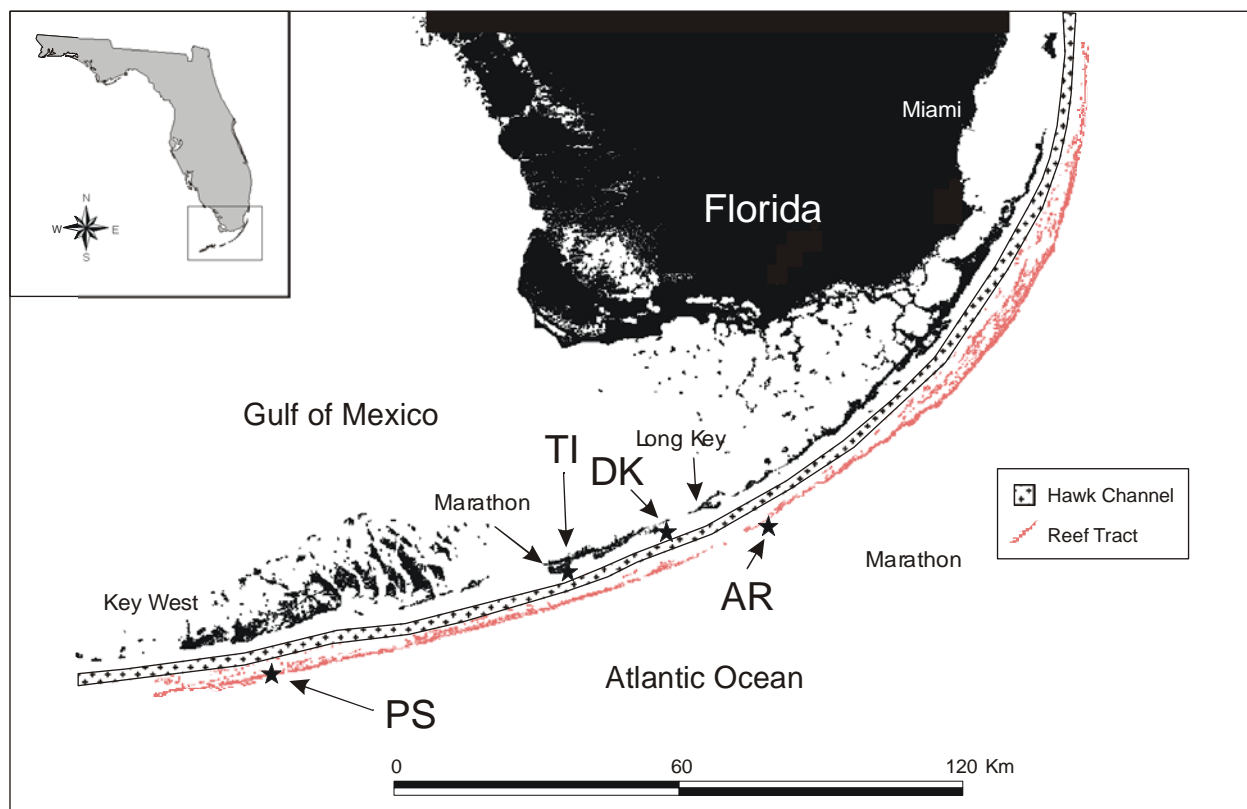 N
W E
S
Miami
Florida
Gulf of Mexico
Long Key
TI
DK
Marathon
Hawk Channel
Reef Tract
Marathon
AR
Key West
Atlantic Ocean
PS
0 60 120 Km